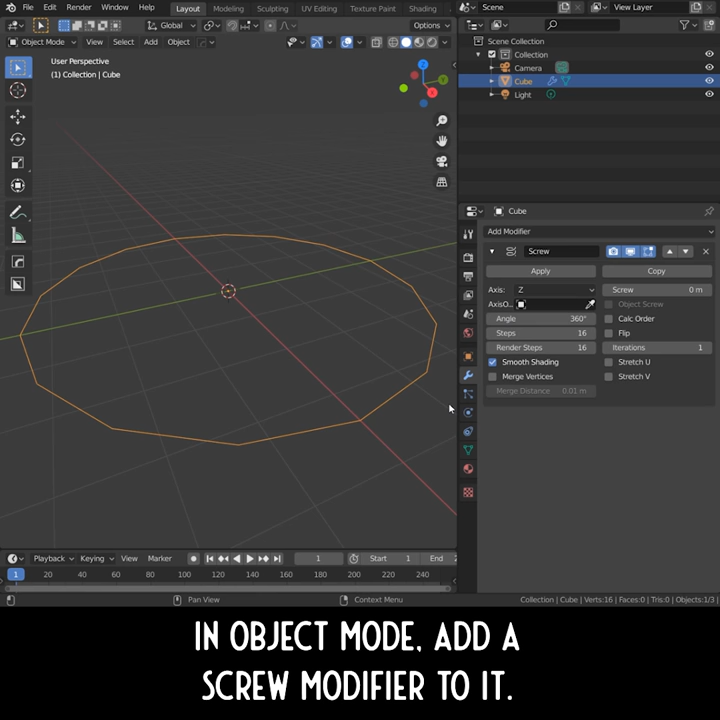 File Edit Render Window Help Layout Modeling Sculpting UV Editing Texture Paint Shading
Scene View Layer
Global Options
Object Mode View Select Add Object
User Perspective
(1) Collection | Cube
Z
Scene Collection
Collection
Camera
Cube
Light
Cube
Add Modifier
Screw
Apply Copy
Axis: Z Screw 0 m
AxisO... Object Screw
Angle 360° Calc Order
Steps 16 Flip
Render Steps 16 Iterations 1
Smooth Shading Stretch U
Merge Vertices Stretch V
Merge Distance 0.01 m
Playback Keying View Marker 1 Start 1 End 2
1 20 40 60 80 100 120 140 160 180 200 220 240
Pan View Context Menu Collection | Cube | Verts:16 | Faces:0 | Tris:0 | Objects:1/3 |
IN OBJECT MODE, ADD A
SCREW MODIFIER TO IT.